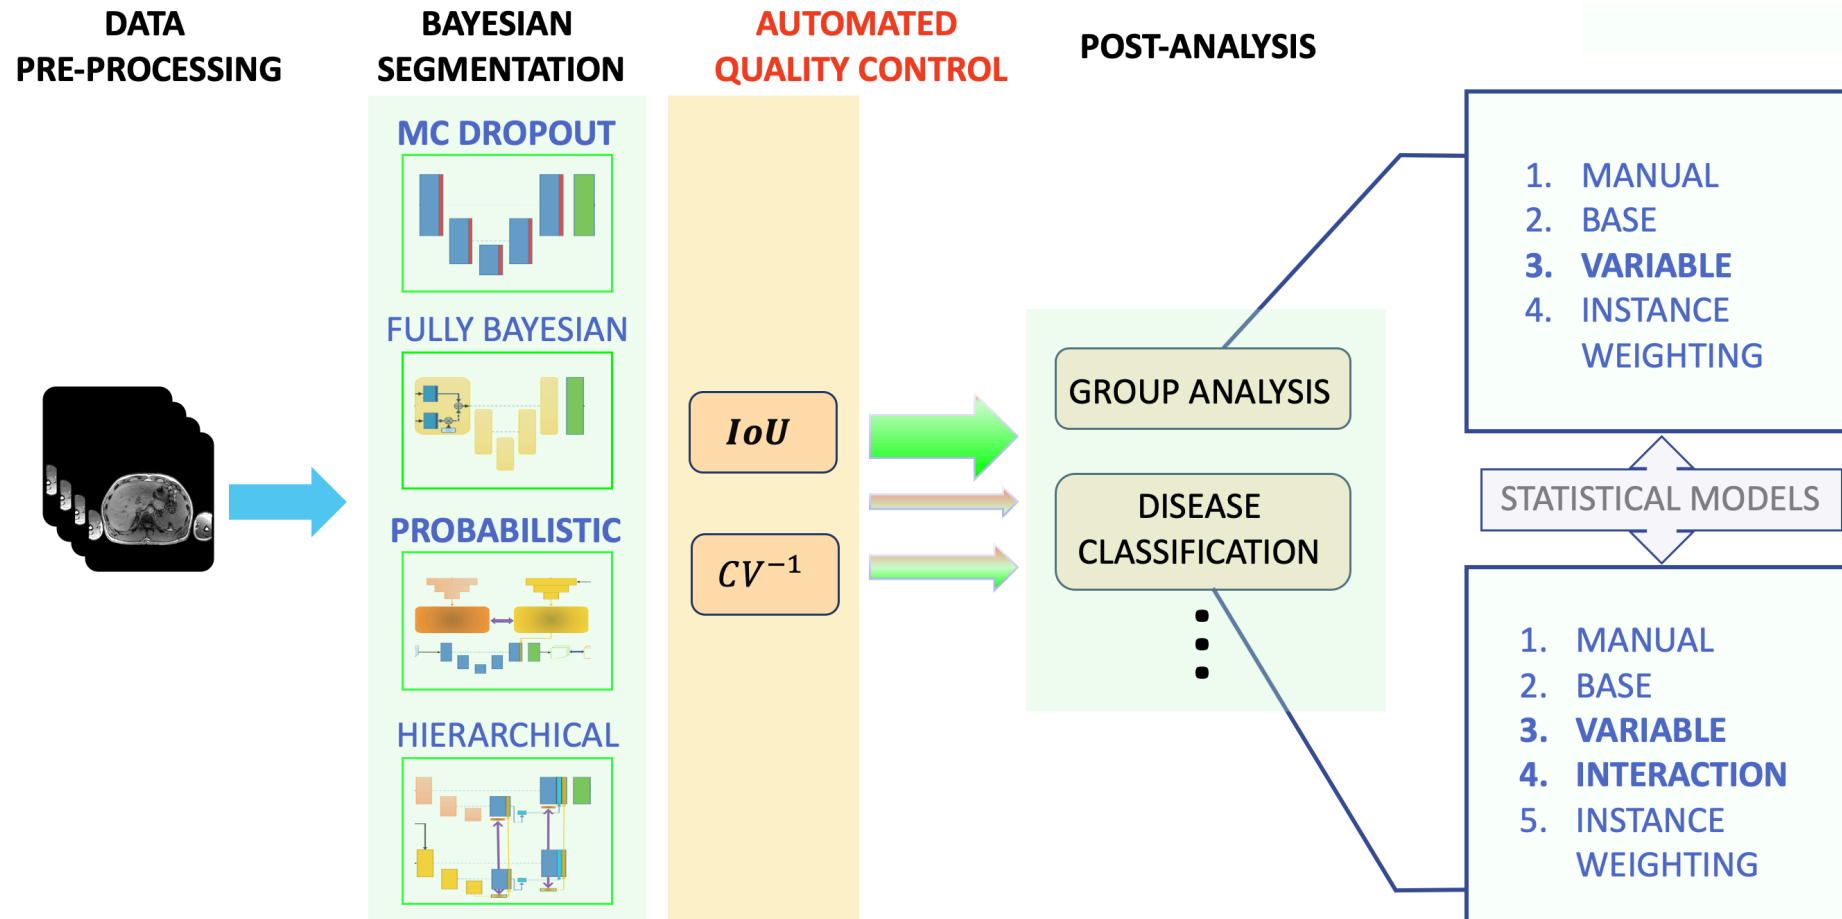 DATA
PRE-PROCESSING
BAYESIAN
SEGMENTATION
AUTOMATED
QUALITY CONTROL
POST-ANALYSIS
MC DROPOUT
FULLY BAYESIAN
PROBABILISTIC
HIERARCHICAL
IoU
CV⁻¹
GROUP ANALYSIS
DISEASE
CLASSIFICATION
1. MANUAL
2. BASE
3. VARIABLE
4. INSTANCE
WEIGHTING
STATISTICAL MODELS
1. MANUAL
2. BASE
3. VARIABLE
4. INTERACTION
5. INSTANCE
WEIGHTING